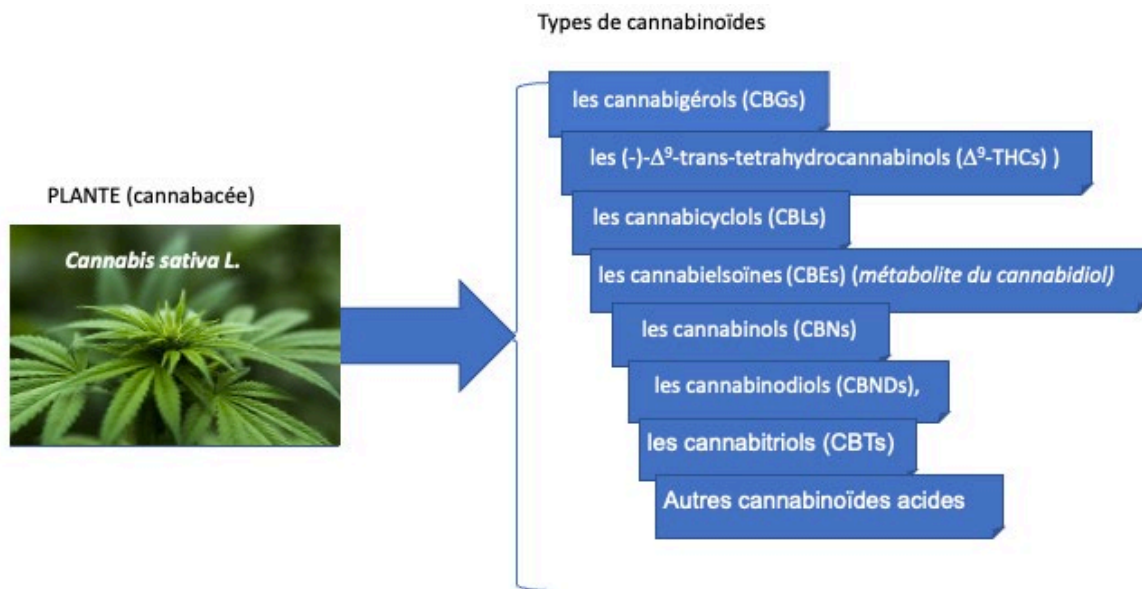 Types de cannabinoïdes
les cannabigérols (CBGs)
les (-)-Δ⁹-trans-tetrahydrocannabinols (Δ⁹-THCs) )
PLANTE (cannabacée)
Cannabis sativa L.
les cannabicyclols (CBLs)
les cannabielsoïnes (CBEs) (métabolite du cannabidiol)
les cannabinols (CBNs)
les cannabinodiols (CBNDs),
les cannabitriols (CBTs)
Autres cannabinoïdes acides